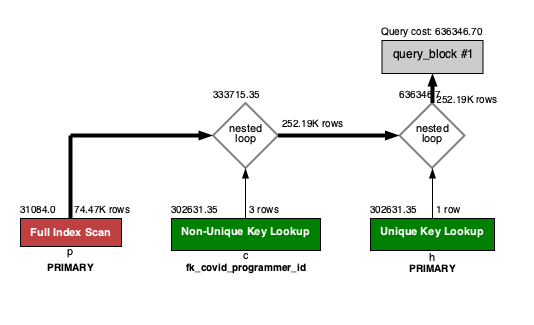 Query cost: 636346.70
query_block #1
333715.35
636346.7
252.19K rows
nested
loop
252.19K rows
nested
loop
31084.0
74.47K rows
302631.35
3 rows
302631.35
1 row
Full Index Scan
Non-Unique Key Lookup
Unique Key Lookup
p
c
h
PRIMARY
fk_covid_programmer_id
PRIMARY